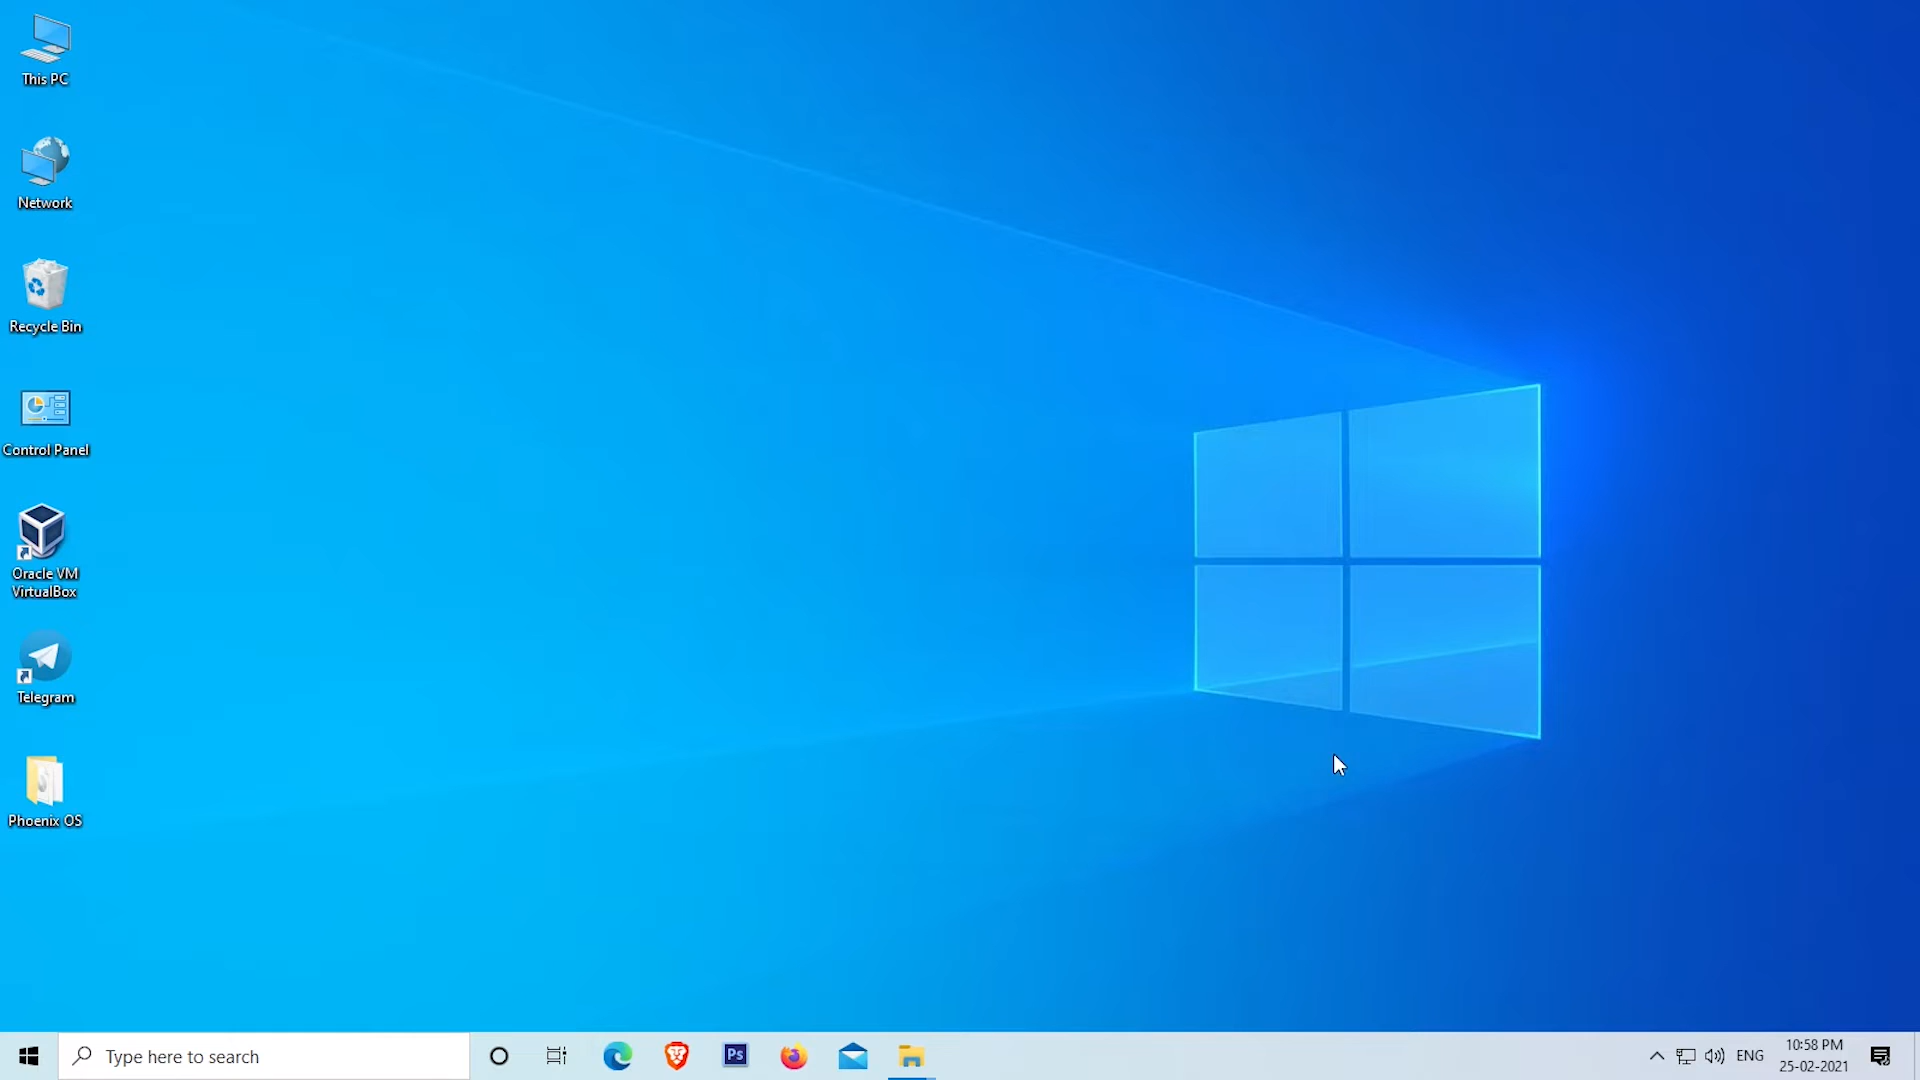 This PC
Network
Recycle Bin
Control Panel
Oracle VM
VirtualBox
Telegram
Phoenix OS
Type here to search
Ps
ENG
10:58 PM
25-02-2021